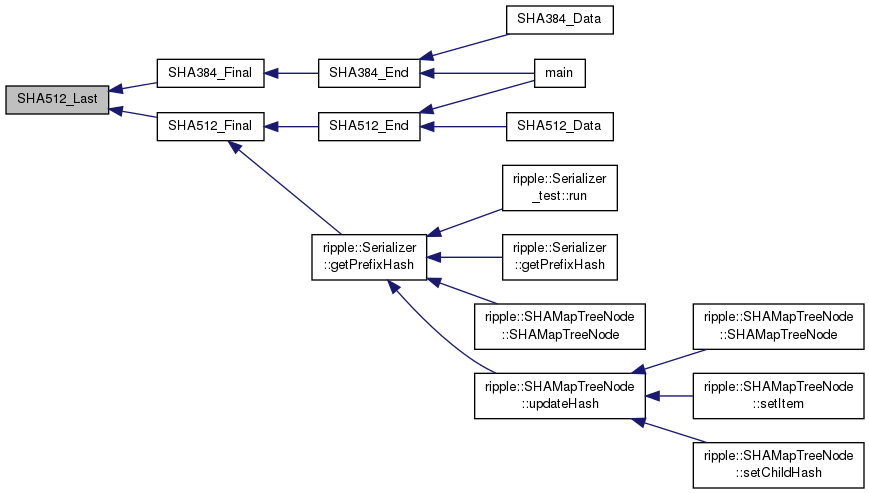 SHA384_Data
SHA384_Final
SHA384_End
main
SHA512_Last
SHA512_Final
SHA512_End
SHA512_Data
ripple::Serializer
_test::run
ripple::Serializer
::getPrefixHash
ripple::Serializer
::getPrefixHash
ripple::SHAMapTreeNode
::SHAMapTreeNode
ripple::SHAMapTreeNode
::SHAMapTreeNode
ripple::SHAMapTreeNode
::updateHash
ripple::SHAMapTreeNode
::setItem
ripple::SHAMapTreeNode
::setChildHash